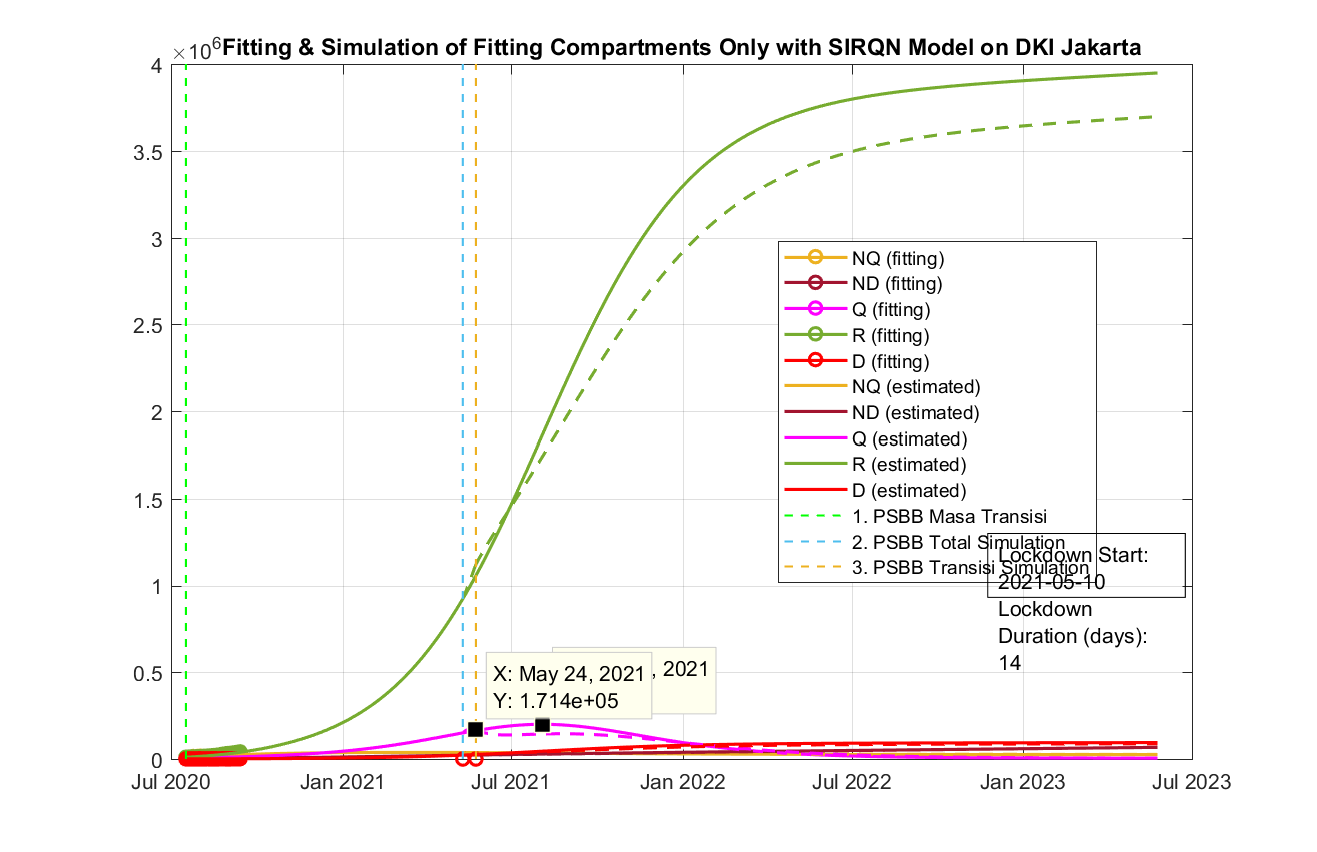 ×10⁶
Fitting & Simulation of Fitting Compartments Only with SIRQN Model on DKI Jakarta
4
3.5
3
2.5
2
1.5
1
0.5
0
NQ (fitting)
ND (fitting)
Q (fitting)
R (fitting)
D (fitting)
NQ (estimated)
ND (estimated)
Q (estimated)
R (estimated)
D (estimated)
1. PSBB Masa Transisi
2. PSBB Total Simulation
3. PSBB Transisi Simulation
Lockdown Start:
2021-05-10
Lockdown
Duration (days):
14
X: May 24, 2021
Y: 1.714e+05
, 2021
Jul 2020
Jan 2021
Jul 2021
Jan 2022
Jul 2022
Jan 2023
Jul 2023